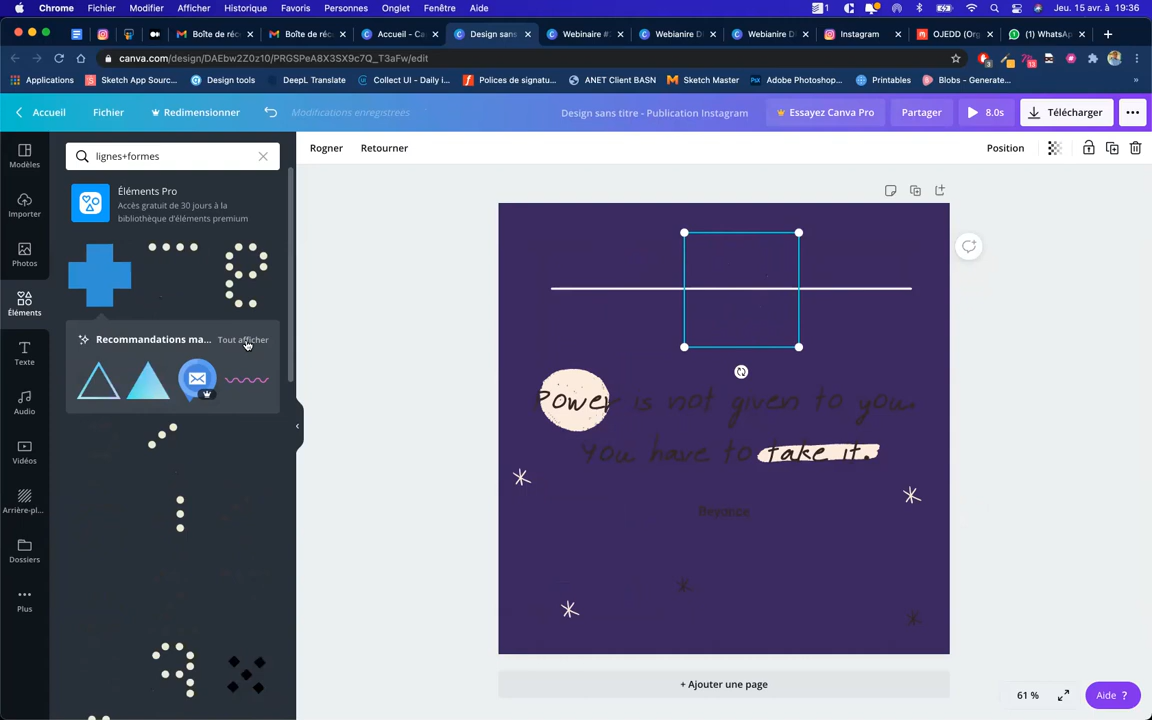 Chrome Fichier Modifier Afficher Historique Favoris Personnes Onglet Fenêtre Aide 1 Jeu. 15 avr. à 19:36
Boîte de réc Boîte de réc Accueil - Ca Design sans Webinaire #: Webianire D Webianire D Instagram OJEDD (Org (1) WhatsA
canva.com/design/DAEbw2Z0z10/PRGSPeA8X3SX9c7Q_T3aFw/edit
Applications Sketch App Sourc... Design tools DeepL Translate Collect UI - Daily i... Polices de signatu... ANET Client BASN Sketch Master Adobe Photoshop... Printables Blobs - Generate...
Accueil Fichier Redimensionner Modifications enregistrées Design sans titre - Publication Instagram Essayez Canva Pro Partager 8.0s Télécharger
Rogner Retourner Position
lignes+formes
Modèles
Importer
Photos
Éléments
Texte
Audio
Vidéos
Arrière-pl...
Dossiers
Plus
Éléments Pro
Accès gratuit de 30 jours à la
bibliothèque d'éléments premium
Recommandations ma... Tout afficher
Power is not given to you.
You have to take it.
Beyonce
+ Ajouter une page
61 %
Aide ?